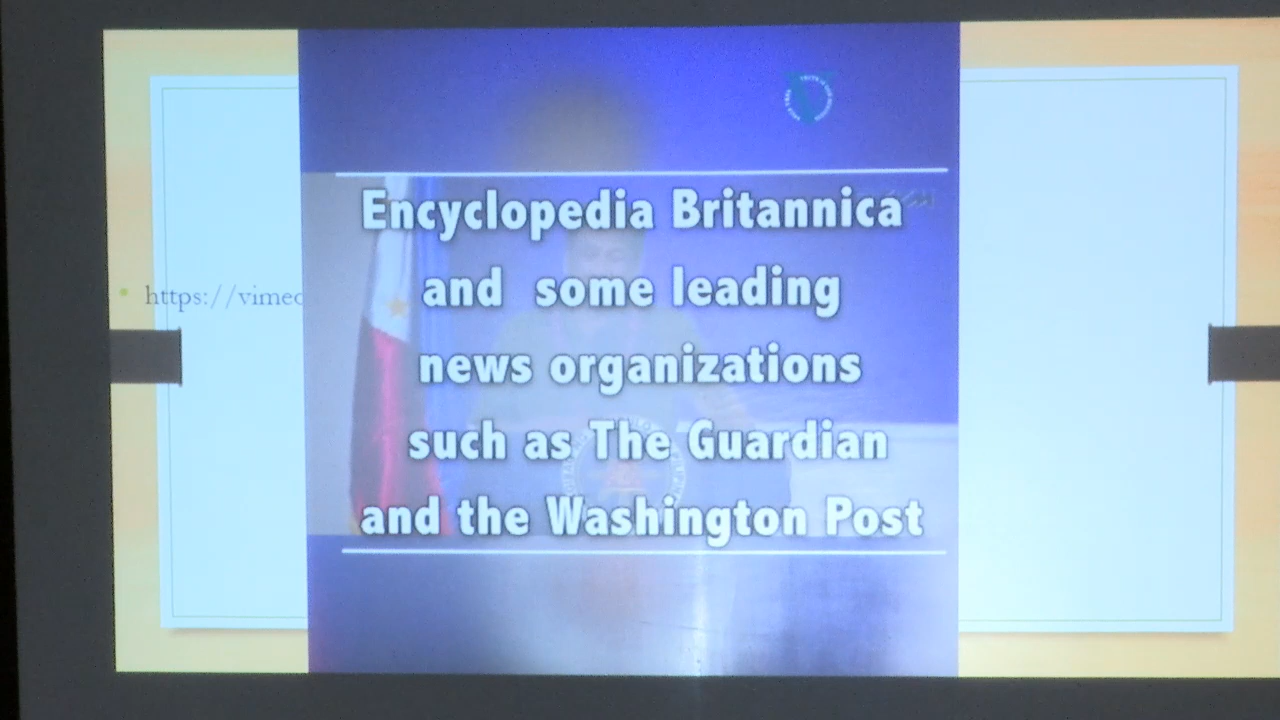 https://vimeo
Encyclopedia Britannica
and some leading
news organizations
such as The Guardian
and the Washington Post